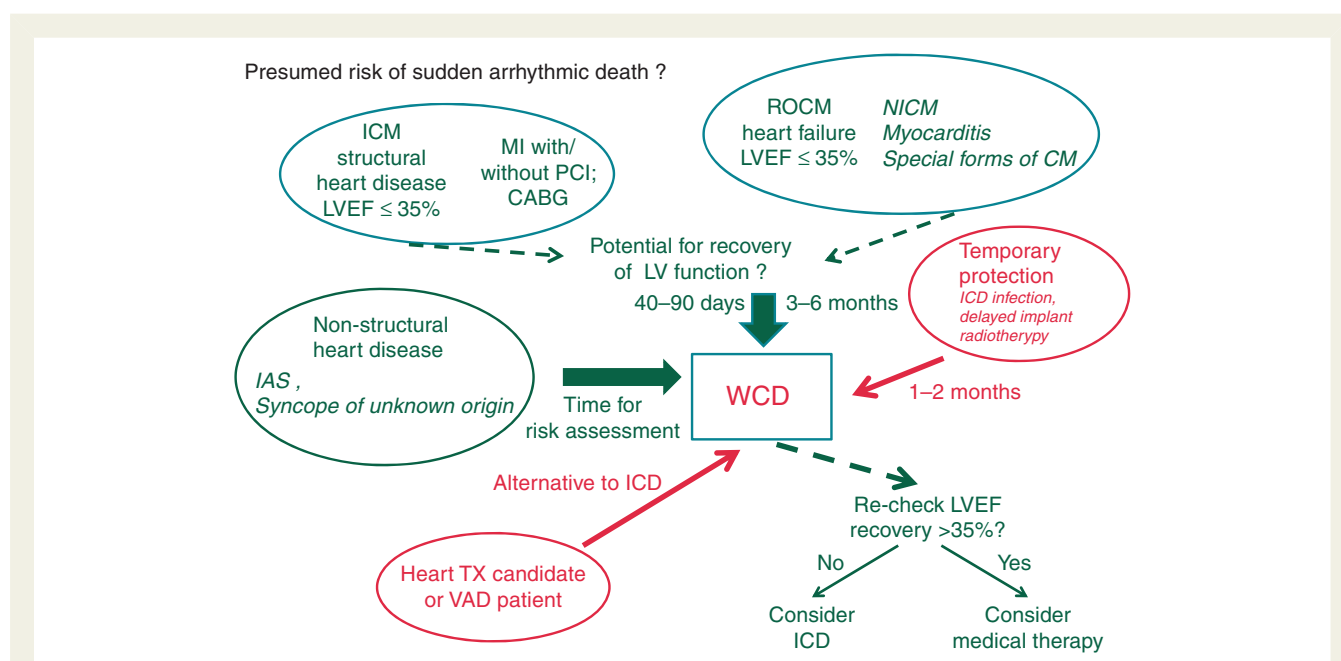 Presumed risk of sudden arrhythmic death ?
ICM
structural
heart disease
LVEF ≤ 35%
MI with/
without PCI;
CABG
ROCM
heart failure
LVEF ≤ 35%
NICM
Myocarditis
Special forms of CM
Potential for recovery
of LV function ?
40–90 days
3–6 months
Temporary
protection
ICD infection,
delayed implant
radiotherypy
1–2 months
Non-structural
heart disease
IAS ,
Syncope of unknown origin
Time for
risk assessment
WCD
Alternative to ICD
Heart TX candidate
or VAD patient
Re-check LVEF
recovery >35%?
No
Yes
Consider
ICD
Consider
medical therapy